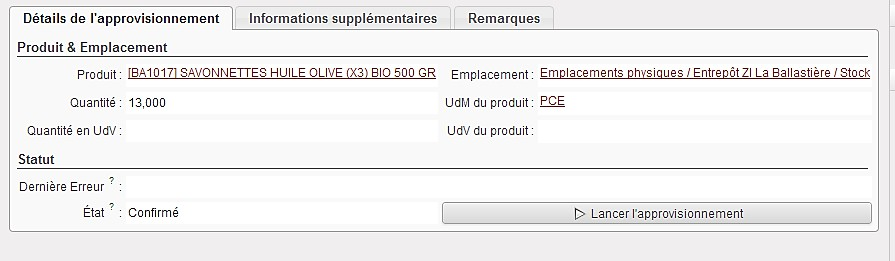 Détails de l'approvisionnement Informations supplémentaires Remarques
Produit & Emplacement
Produit : [BA1017] SAVONNETTES HUILE OLIVE (X3) BIO 500 GR Emplacement : Emplacements physiques / Entrepôt ZI La Ballastière / Stock
Quantité : 13,000 UdM du produit : PCE
Quantité en UdV : UdV du produit :
Statut
Dernière Erreur ? :
État ? : Confirmé Lancer l'approvisionnement